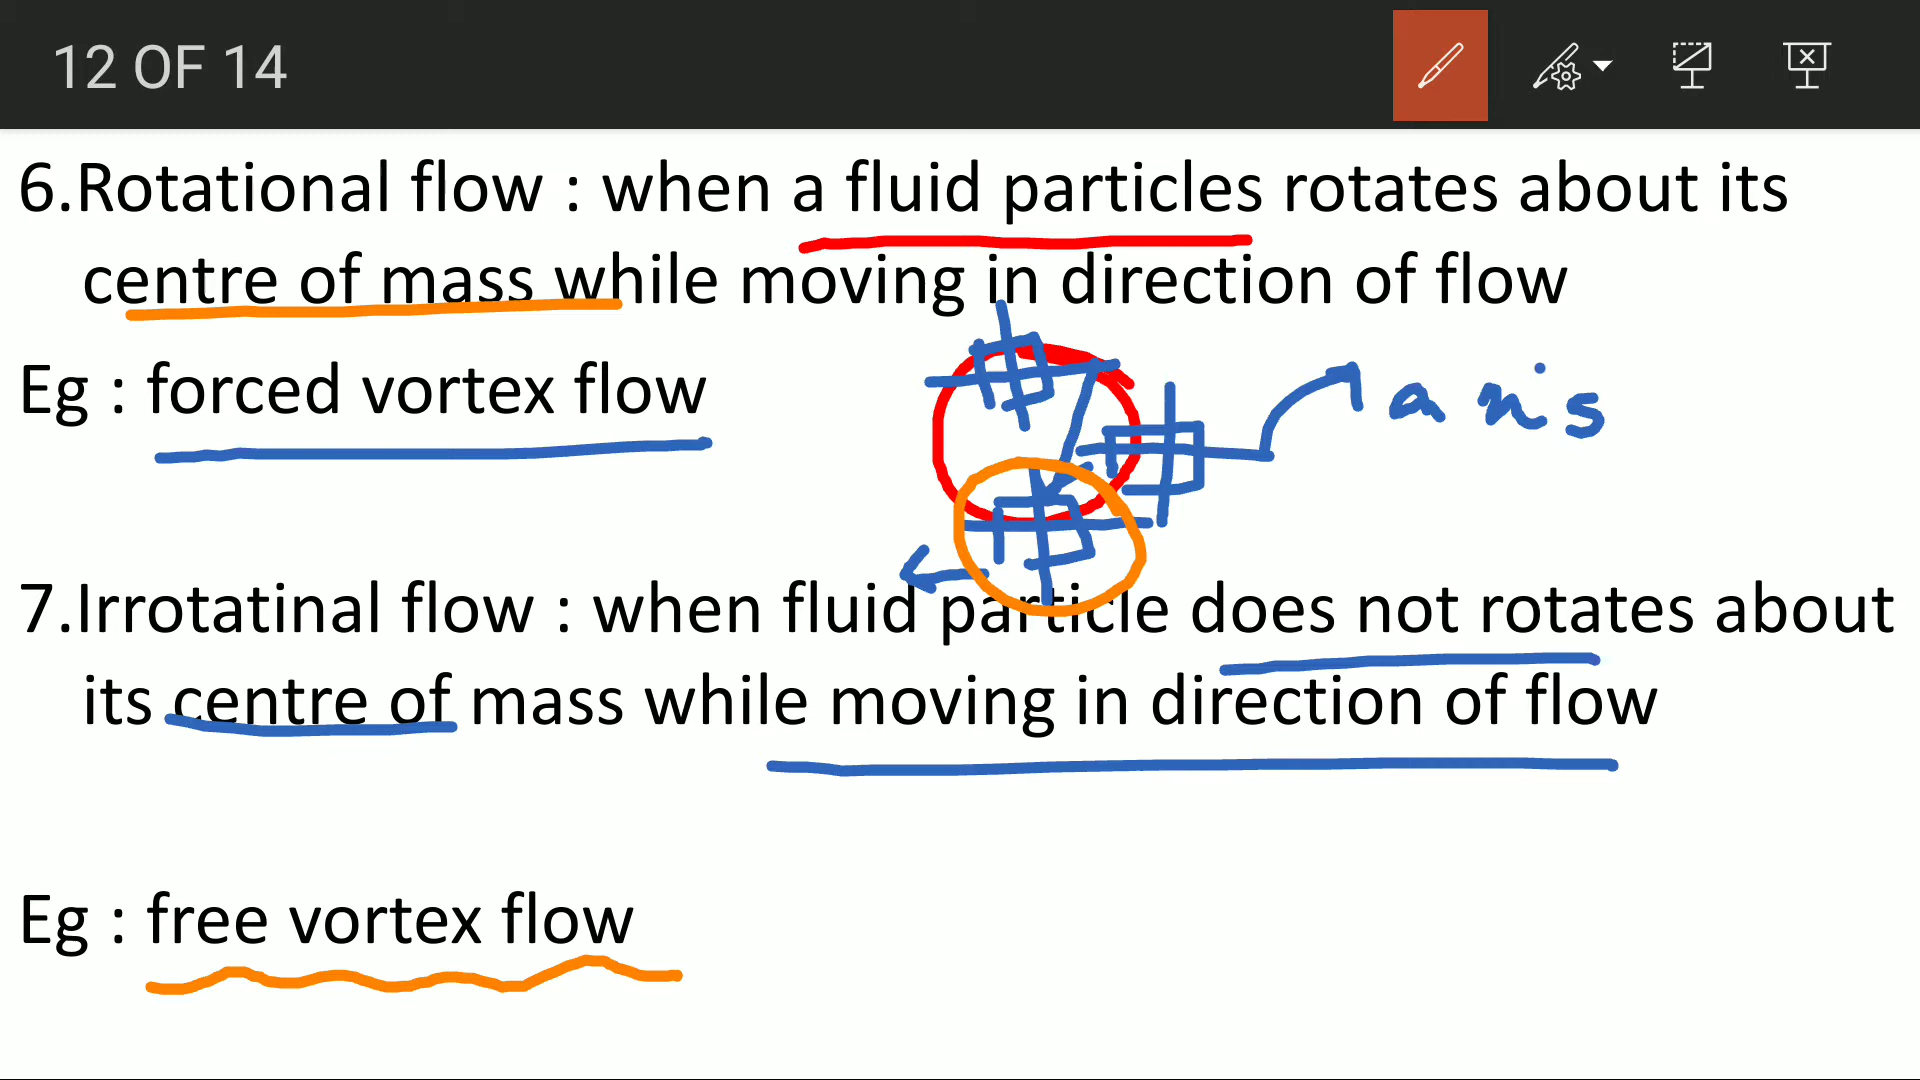 12 OF 14
6.Rotational flow : when a fluid particles rotates about its
centre of mass while moving in direction of flow
Eg : forced vortex flow
axis
7.Irrotatinal flow : when fluid particle does not rotates about
its centre of mass while moving in direction of flow
Eg : free vortex flow